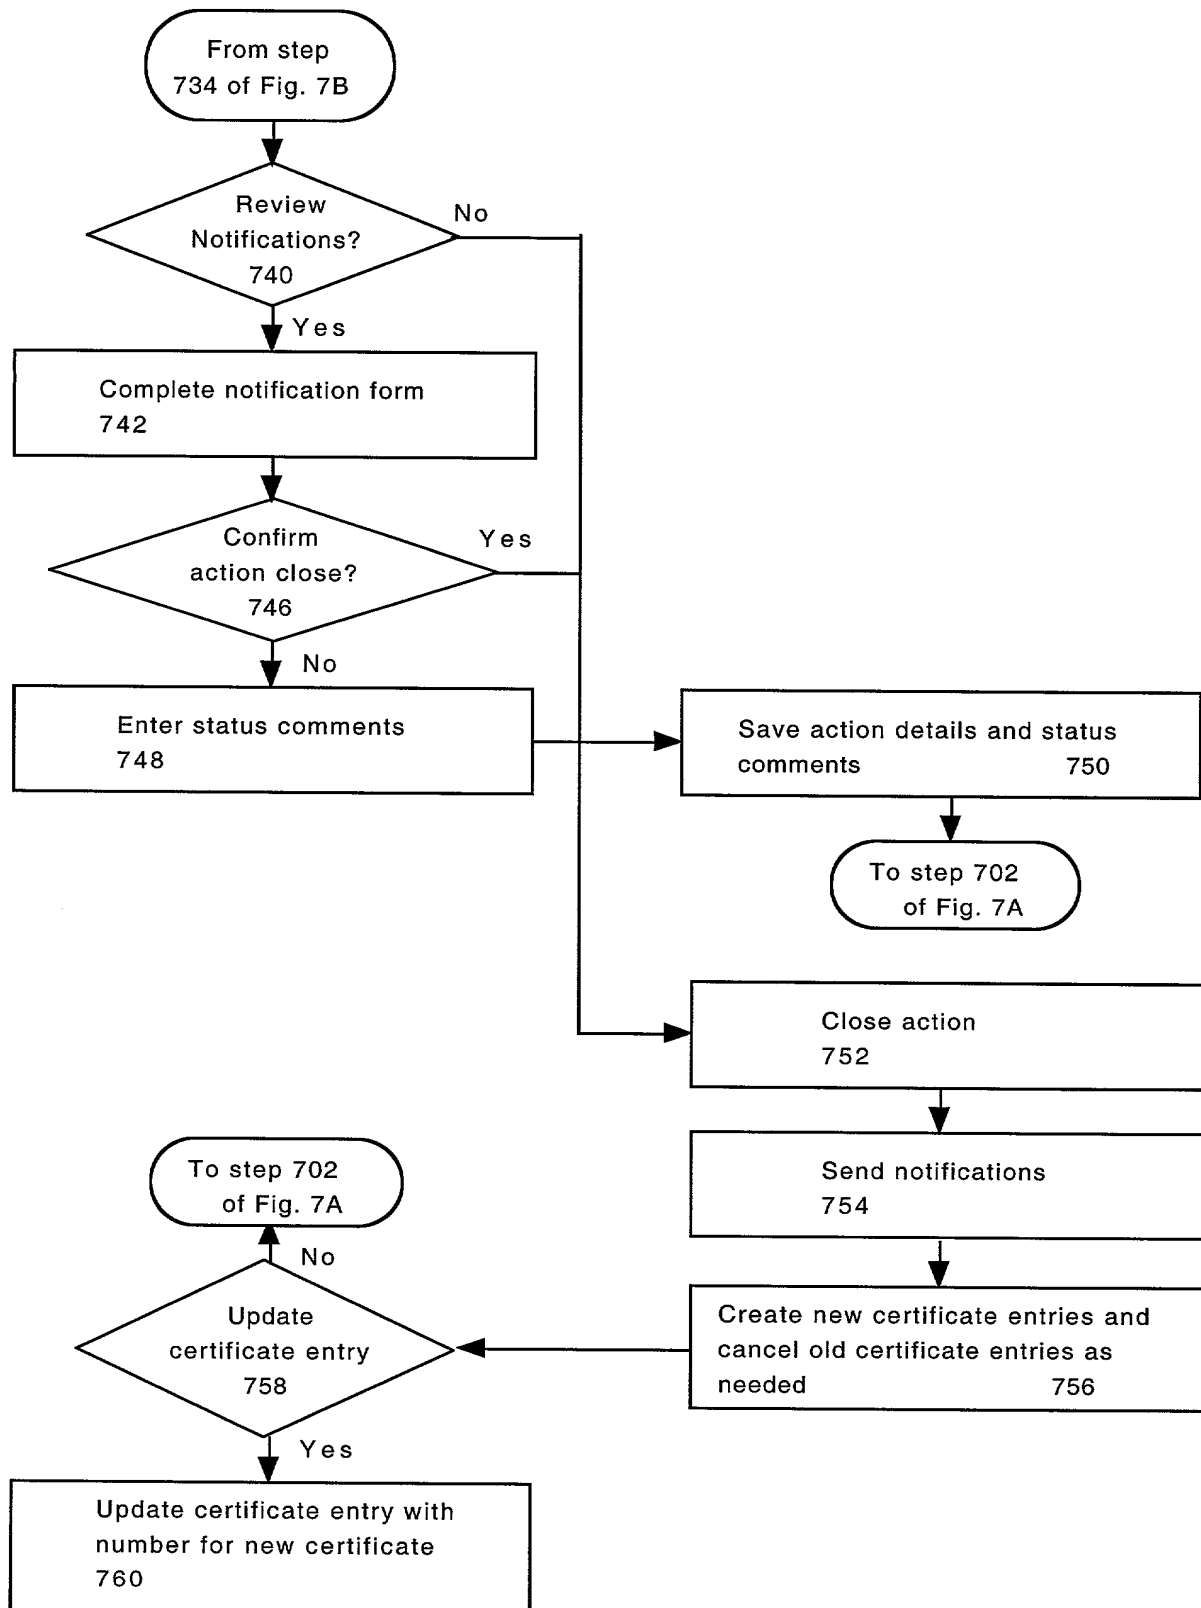 From step
734 of Fig. 7B
Review
Notifications?
740
No
Yes
Complete notification form
742
Confirm
action close?
746
Yes
No
Enter status comments
748
Save action details and status
comments 750
To step 702
of Fig. 7A
Close action
752
Send notifications
754
Create new certificate entries and
cancel old certificate entries as
needed 756
To step 702
of Fig. 7A
No
Update
certificate entry
758
Yes
Update certificate entry with
number for new certificate
760